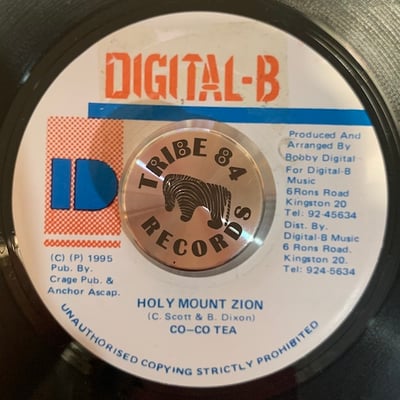 DIGITAL-B
Produced And
Arranged By
Bobby Digital
For Digital-B
Music
6Rons Road
Kingston 20
Tel: 92-45634
Dist. By.
Digital-B Music
6 Rons Road.
Kingston 20.
Tel: 924-5634
ID
TRIBE 84
RECORDS
(C) (P) 1995
Pub. By.
Crage Pub. &
Anchor Ascap.
HOLY MOUNT ZION
(C. Scott & B. Dixon)
CO-CO TEA
UNAUTHORISED COPYING STRICTLY PROHIBITED